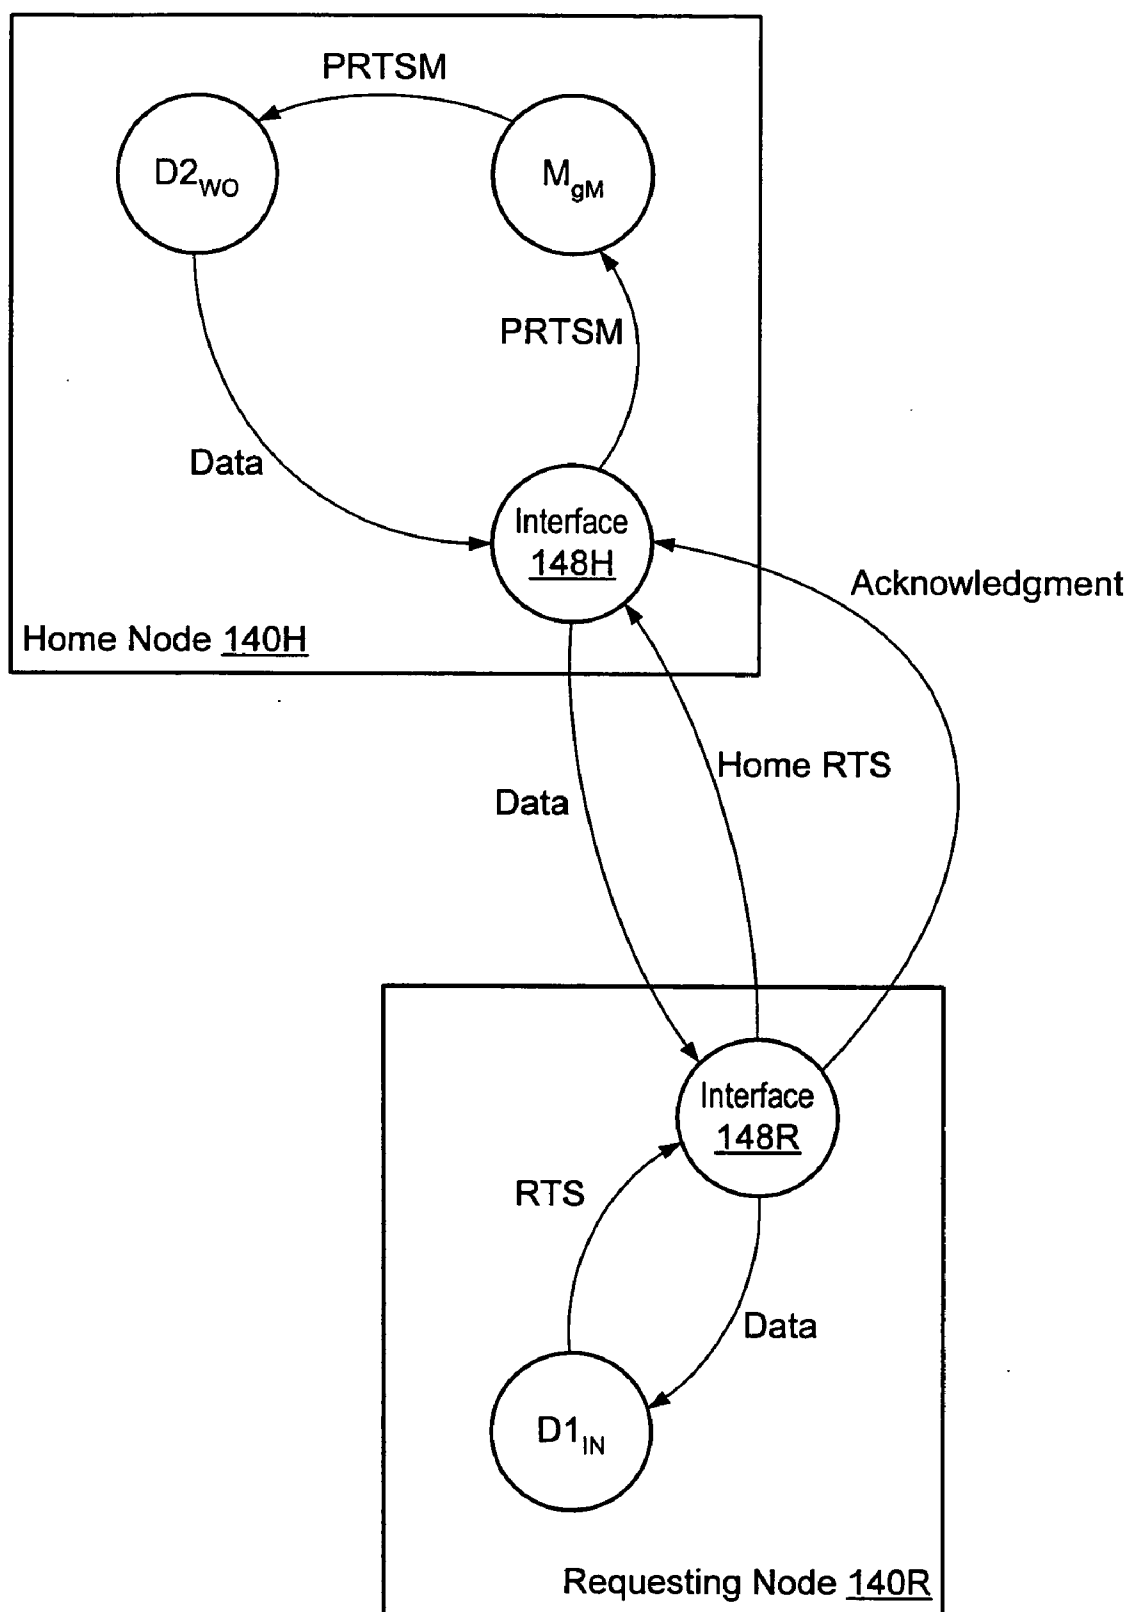 PRTSM
D2WO
MgM
PRTSM
Data
Interface
148H
Acknowledgment
Home Node 140H
Home RTS
Data
Interface
148R
RTS
Data
D1IN
Requesting Node 140R